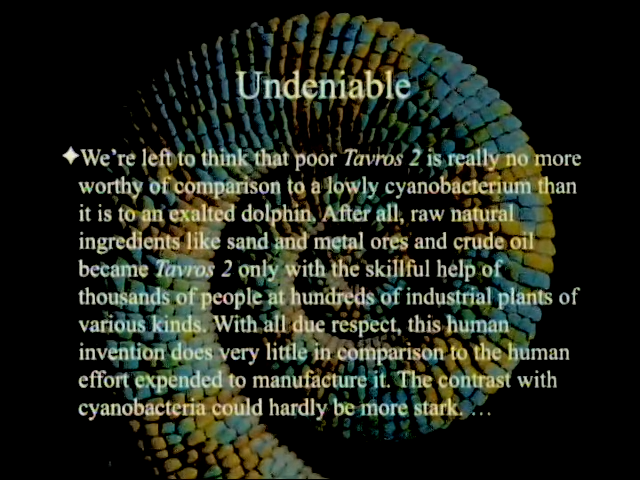 Undeniable
✦We're left to think that poor Tavros 2 is really no more
worthy of comparison to a lowly cyanobacterium than
it is to an exalted dolphin. After all, raw natural
ingredients like sand and metal ores and crude oil
became Tavros 2 only with the skillful help of
thousands of people at hundreds of industrial plants of
various kinds. With all due respect, this human
invention does very little in comparison to the human
effort expended to manufacture it. The contrast with
cyanobacteria could hardly be more stark. …